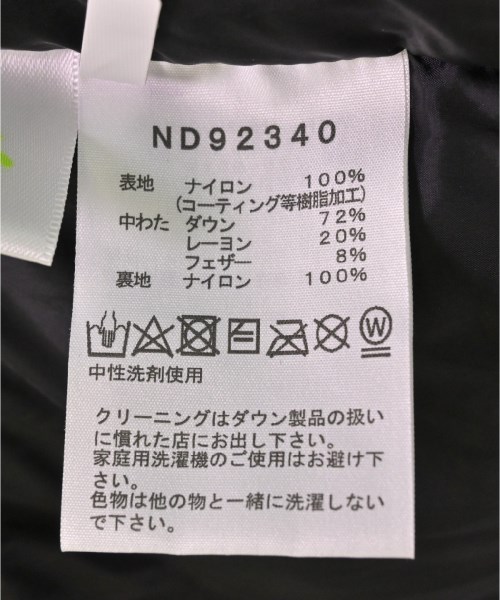 ND92340
表地 ナイロン 100%
(コーティング等樹脂加工)
中わた ダウン 72%
レーヨン 20%
フェザー 8%
裏地 ナイロン 100%
W
中性洗剤使用
クリーニングはダウン製品の扱い
に慣れた店にお出し下さい。
家庭用洗濯機のご使用はお避け下
さい。
色物は他の物と一緒に洗濯しない
で下さい。